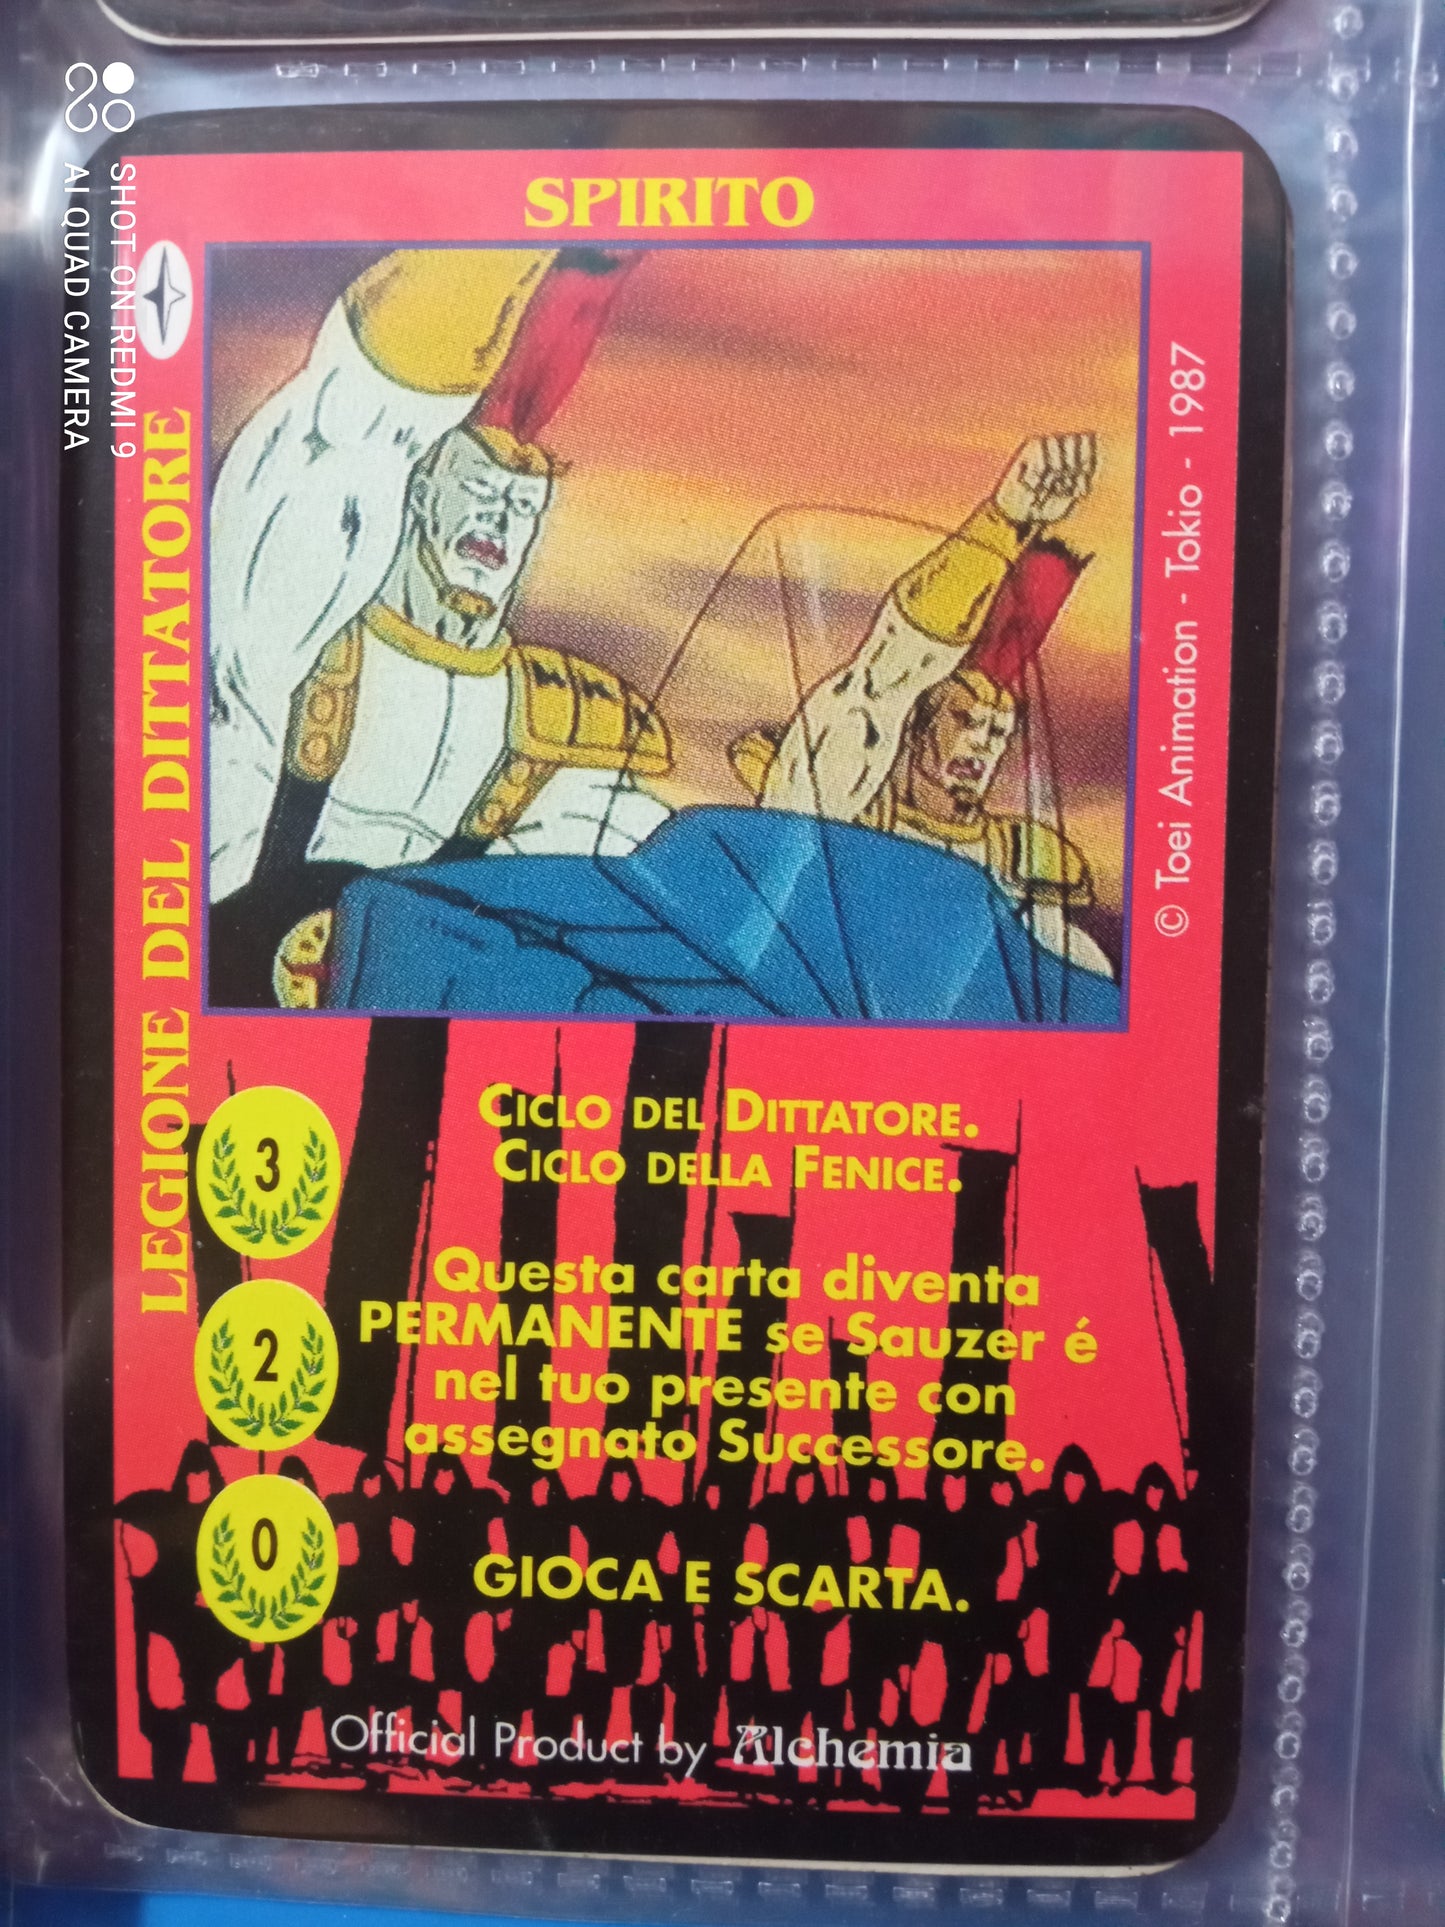 SPIRITO
LEGIONE DEL DITTATORE
© Toei Animation - Tokio - 1987
CICLO DEL DITTATORE.
CICLO DELLA FENICE.
3
Questa carta diventa
PERMANENTE se Sauzer é
nel tuo presente con
assegnato Successore.
2
0
GIOCA E SCARTA.
Official Product by Alchemia
SHOT ON REDMI 9
AI QUAD CAMERA